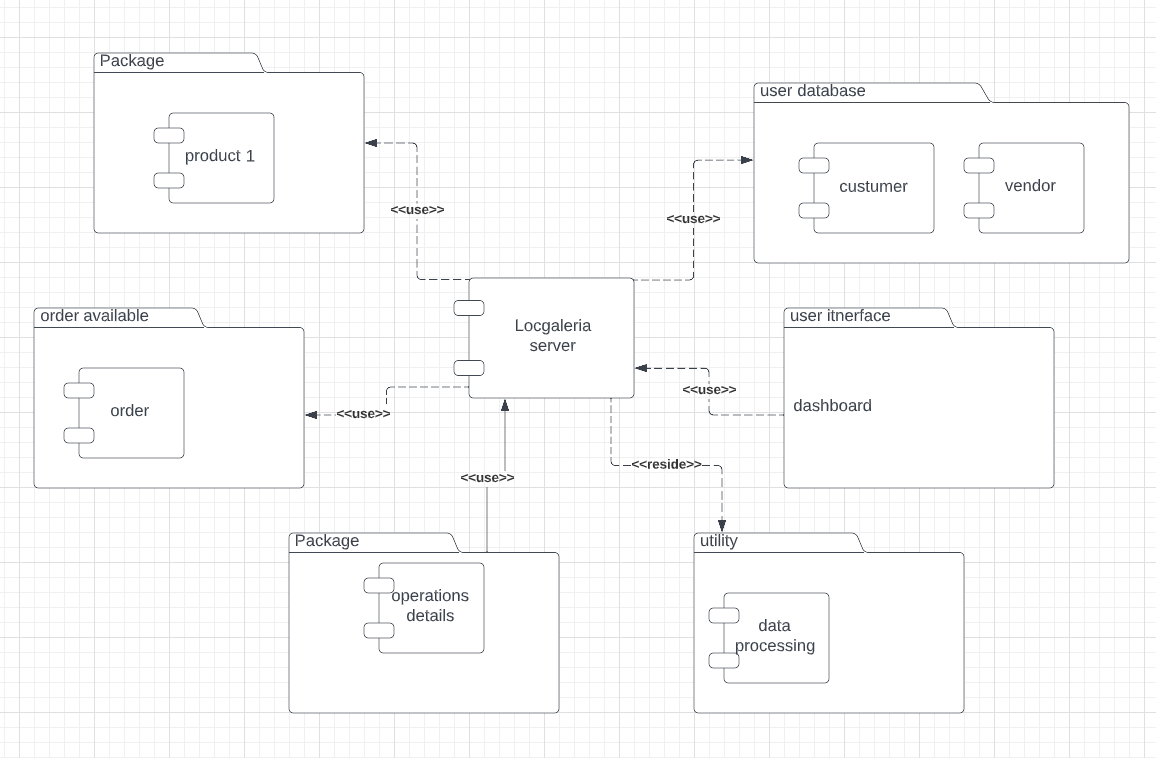 Package
product 1
user database
custumer
vendor
<<use>>
<<use>>
Locgaleria
server
order available
order
<<use>>
user itnerface
dashboard
<<use>>
<<reside>>
<<use>>
Package
operations
details
utility
data
processing